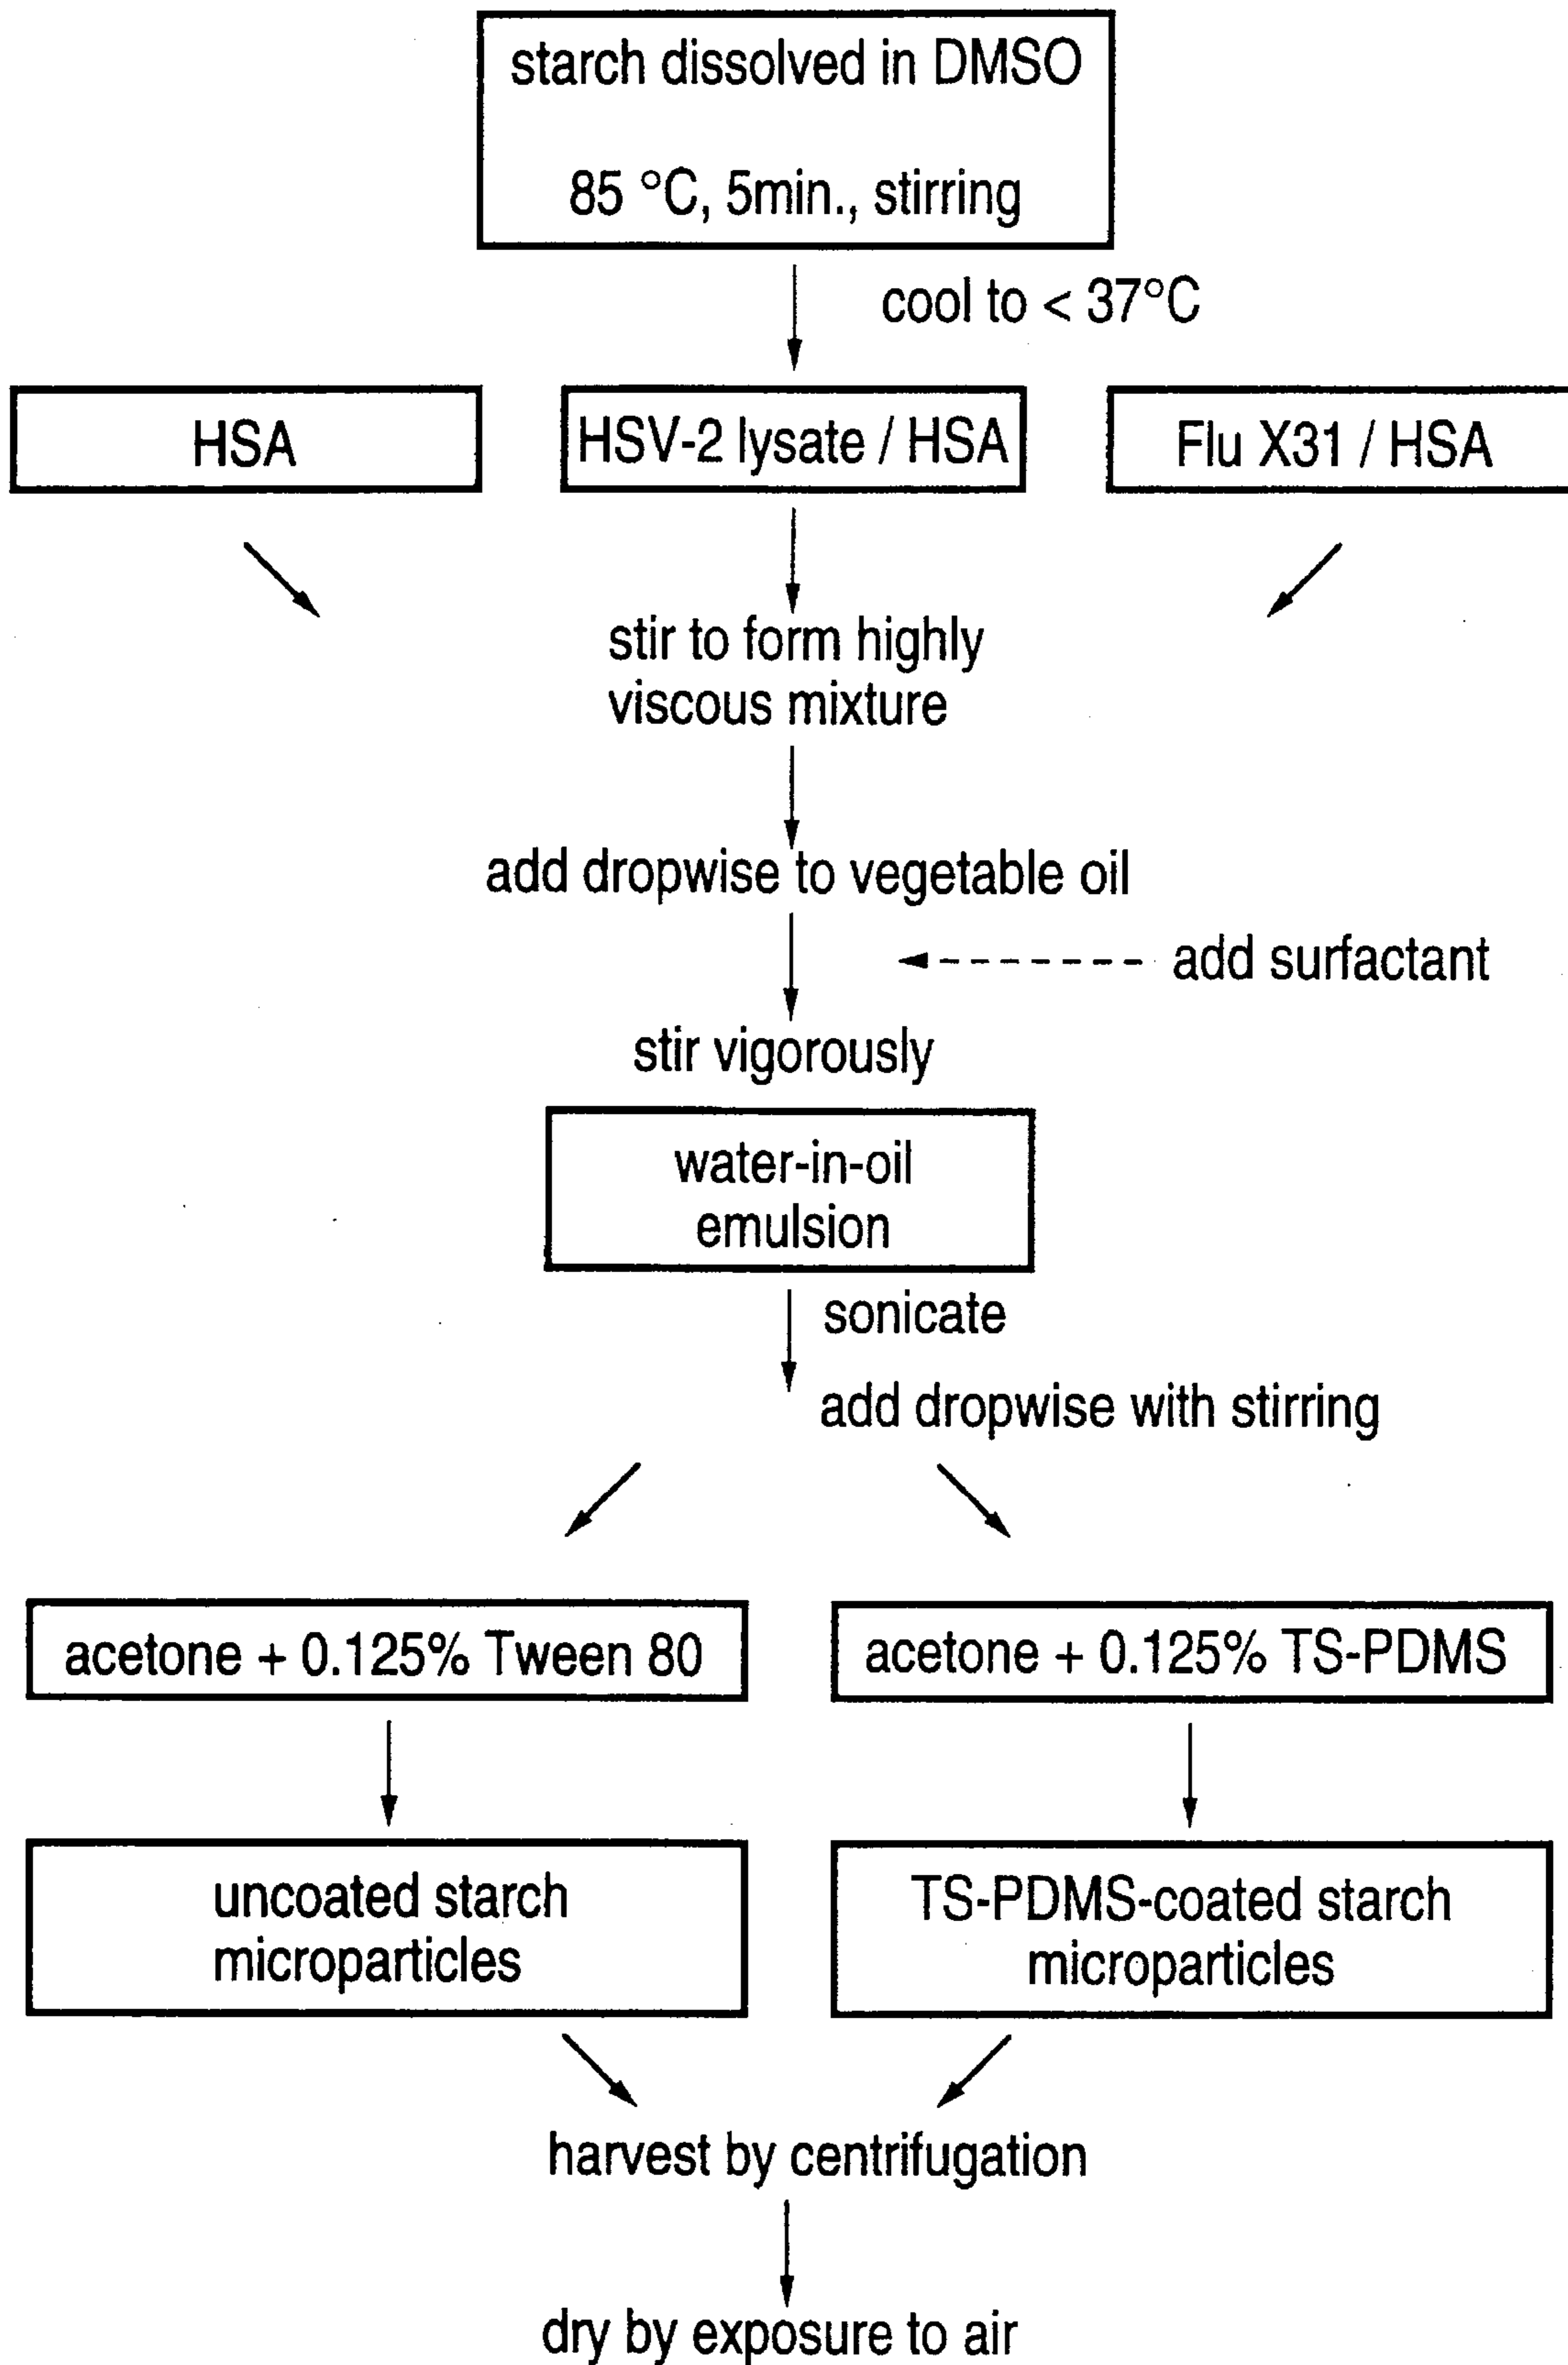 starch dissolved in DMSO
85 °C, 5min., stirring
cool to < 37°C
HSA
HSV-2 lysate / HSA
Flu X31 / HSA
stir to form highly
viscous mixture
add dropwise to vegetable oil
add surfactant
stir vigorously
water-in-oil
emulsion
sonicate
add dropwise with stirring
acetone + 0.125% Tween 80
acetone + 0.125% TS-PDMS
uncoated starch
microparticles
TS-PDMS-coated starch
microparticles
harvest by centrifugation
dry by exposure to air